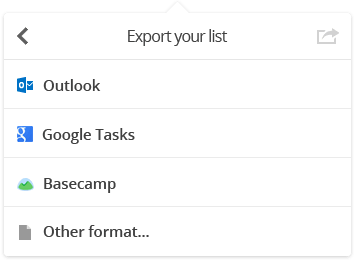 Export your list
Outlook
Google Tasks
Basecamp
Other format...